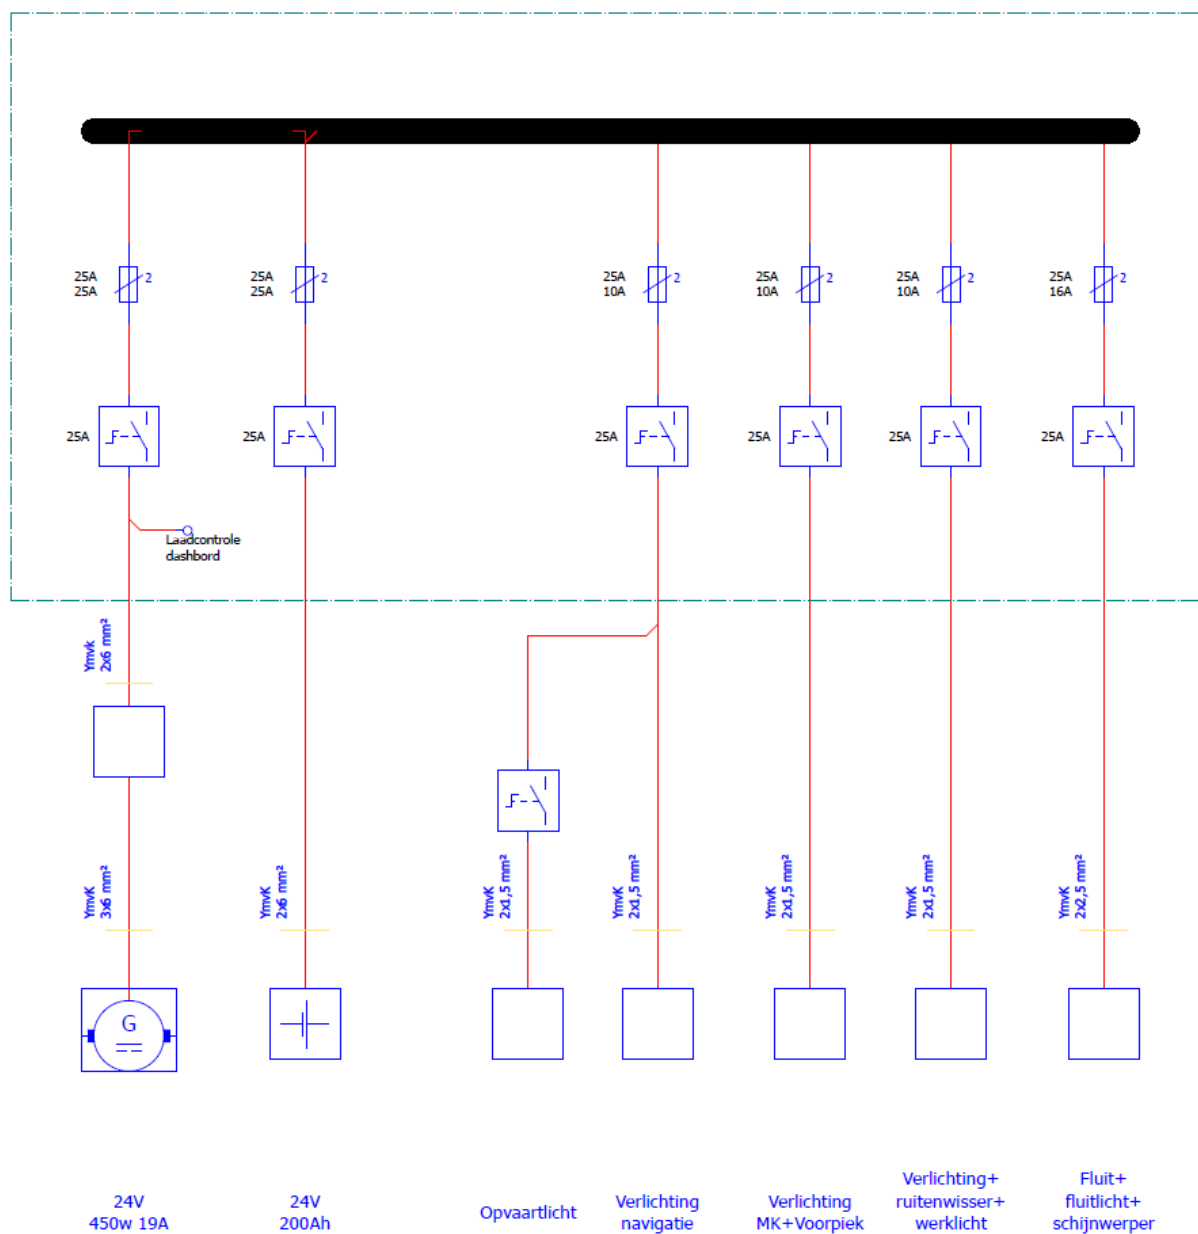 25A
25A
2
25A
25A
2
25A
10A
2
25A
10A
2
25A
10A
2
25A
16A
2
25A
25A
25A
25A
25A
25A
Laadcontrole
dashbord
Ymvk
2x6 mm²
YmvK
3x6 mm²
YmvK
2x6 mm²
YmvK
2x1,5 mm²
YmvK
2x1,5 mm²
YmvK
2x1,5 mm²
YmvK
2x1,5 mm²
YmvK
2x2,5 mm²
G
24V
450w 19A
24V
200Ah
Opvaartlicht
Verlichting
navigatie
Verlichting
MK+Voorpiek
Verlichting+
ruitenwisser+
werklicht
Fluit+
fluitlicht+
schijnwerper